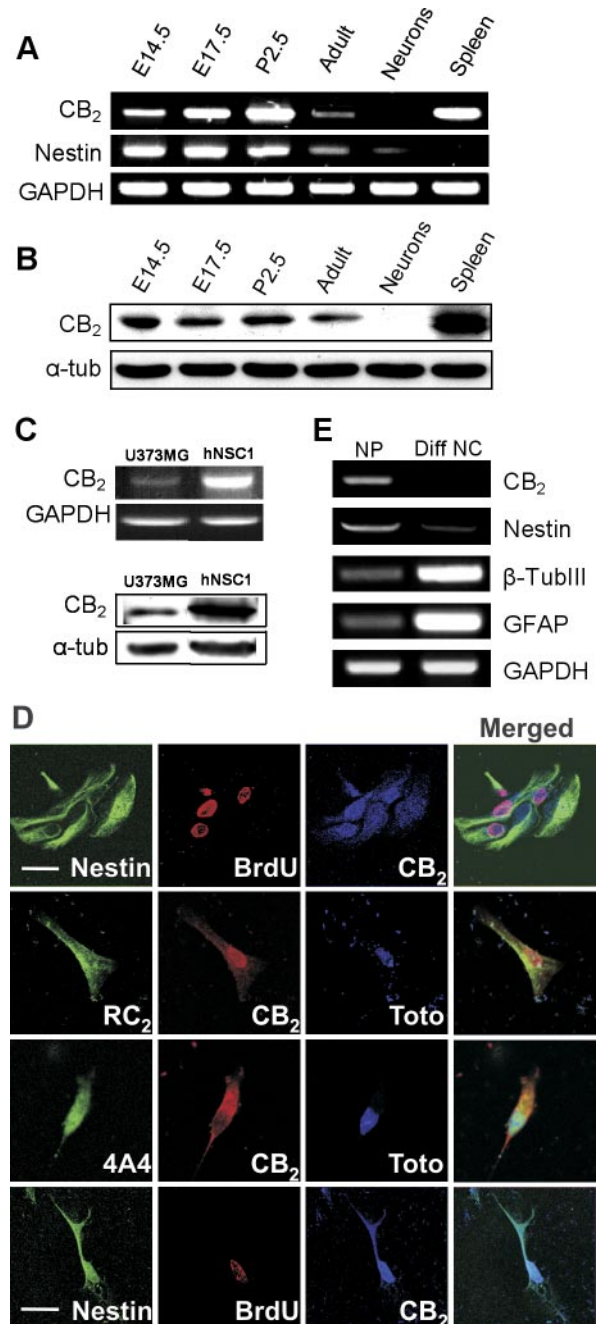 A
E14.5 E17.5 P2.5 Adult Neurons Spleen
CB₂
Nestin
GAPDH
B
E14.5 E17.5 P2.5 Adult Neurons Spleen
CB₂
α-tub
C
U373MG hNSC1
CB₂
GAPDH
U373MG hNSC1
CB₂
α-tub
E
NP Diff NC
CB₂
Nestin
β-TubIII
GFAP
GAPDH
D
Merged
Nestin BrdU CB₂
RC₂ CB₂ Toto
4A4 CB₂ Toto
Nestin BrdU CB₂